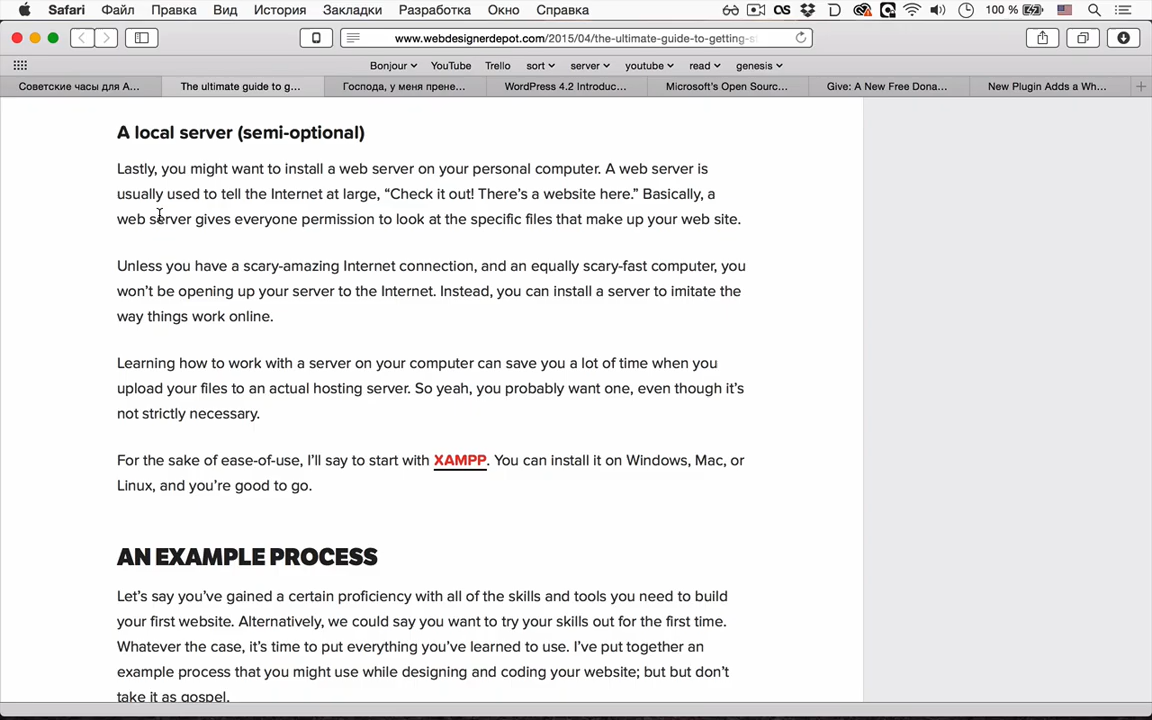 Safari Файл Правка Вид История Закладки Разработка Окно Справка 100 %
www.webdesignerdepot.com/2015/04/the-ultimate-guide-to-getting-s
Bonjour YouTube Trello sort server youtube read genesis
Советские часы для А... The ultimate guide to g... Господа, у меня прене... WordPress 4.2 Introduc... Microsoft's Open Sourc... Give: A New Free Dona... New Plugin Adds a Wh...
A local server (semi-optional)
Lastly, you might want to install a web server on your personal computer. A web server is
usually used to tell the Internet at large, “Check it out! There’s a website here.” Basically, a
web server gives everyone permission to look at the specific files that make up your web site.
Unless you have a scary-amazing Internet connection, and an equally scary-fast computer, you
won’t be opening up your server to the Internet. Instead, you can install a server to imitate the
way things work online.
Learning how to work with a server on your computer can save you a lot of time when you
upload your files to an actual hosting server. So yeah, you probably want one, even though it’s
not strictly necessary.
For the sake of ease-of-use, I’ll say to start with XAMPP. You can install it on Windows, Mac, or
Linux, and you’re good to go.
AN EXAMPLE PROCESS
Let’s say you’ve gained a certain proficiency with all of the skills and tools you need to build
your first website. Alternatively, we could say you want to try your skills out for the first time.
Whatever the case, it’s time to put everything you’ve learned to use. I’ve put together an
example process that you might use while designing and coding your website; but but don’t
take it as gospel.